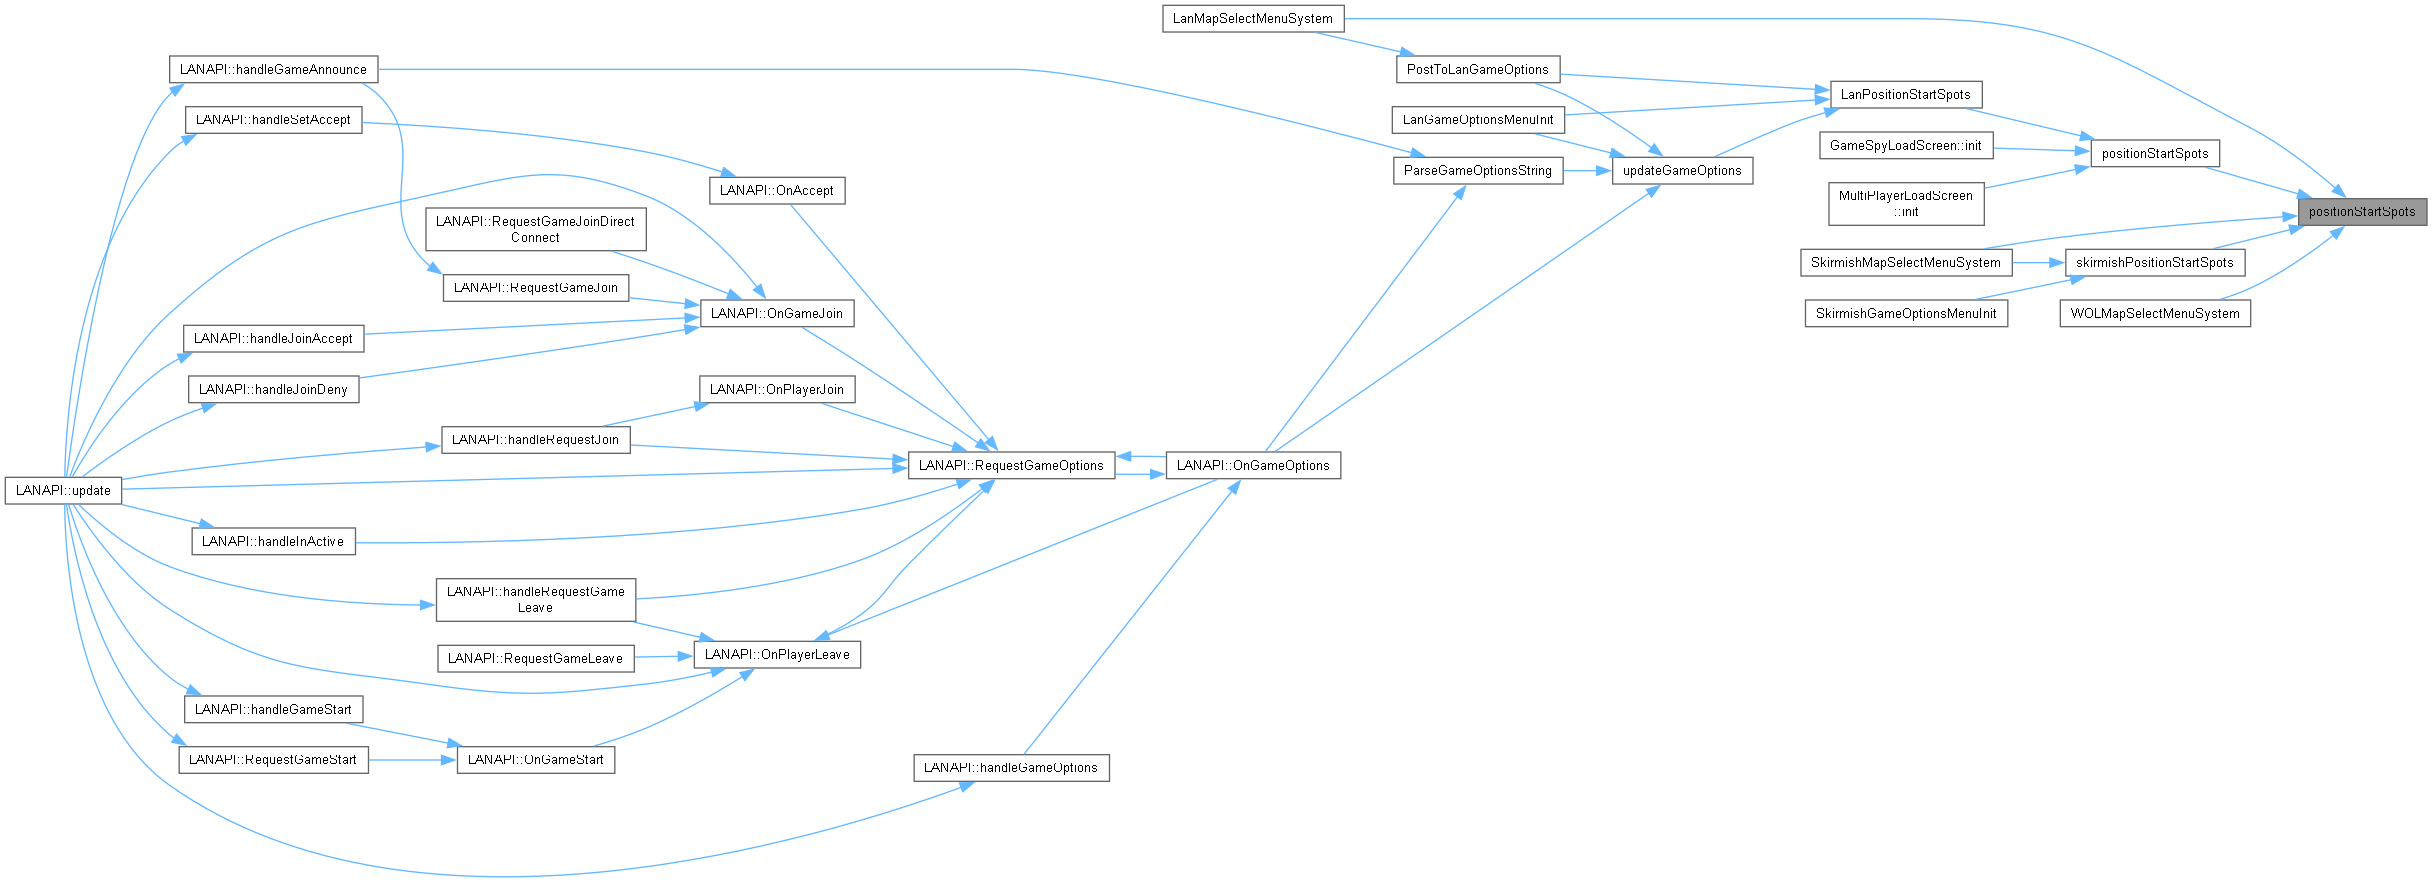 LanMapSelectMenuSystem
LANAPI::handleGameAnnounce
PostToLanGameOptions
LanPositionStartSpots
LANAPI::handleSetAccept
LanGameOptionsMenuInit
GameSpyLoadScreen::init
positionStartSpots
ParseGameOptionsString
updateGameOptions
LANAPI::OnAccept
MultiPlayerLoadScreen
::init
positionStartSpots
LANAPI::RequestGameJoinDirect
Connect
SkirmishMapSelectMenuSystem
skirmishPositionStartSpots
LANAPI::RequestGameJoin
LANAPI::OnGameJoin
SkirmishGameOptionsMenuInit
WOLMapSelectMenuSystem
LANAPI::handleJoinAccept
LANAPI::handleJoinDeny
LANAPI::OnPlayerJoin
LANAPI::handleRequestJoin
LANAPI::RequestGameOptions
LANAPI::OnGameOptions
LANAPI::update
LANAPI::handleInActive
LANAPI::handleRequestGame
Leave
LANAPI::RequestGameLeave
LANAPI::OnPlayerLeave
LANAPI::handleGameStart
LANAPI::RequestGameStart
LANAPI::OnGameStart
LANAPI::handleGameOptions